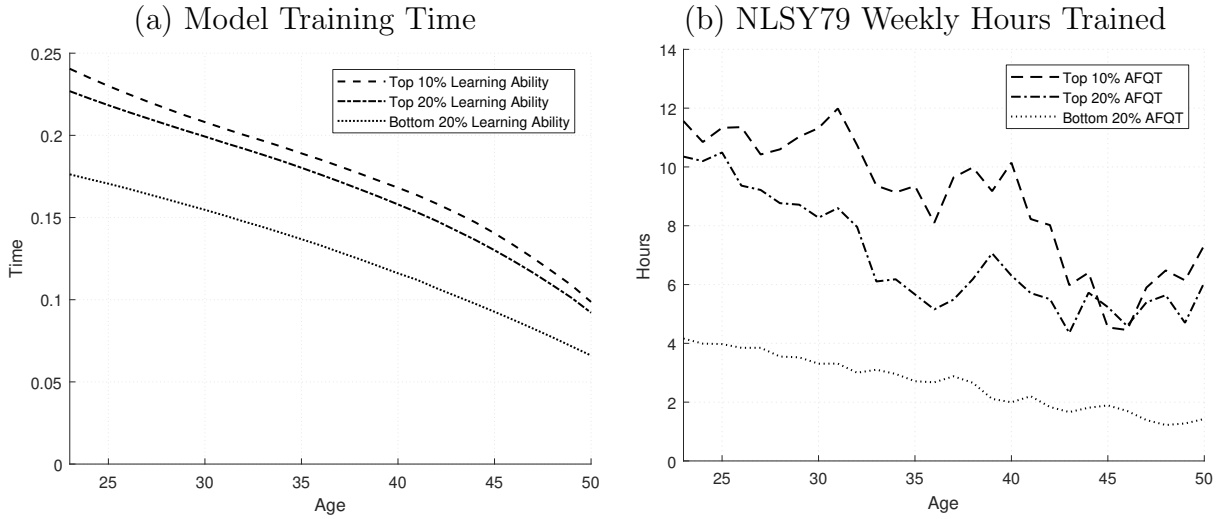 (a) Model Training Time
0.25
0.2
0.15
0.1
0.05
0
Time
25
30
35
40
45
50
Age
Top 10% Learning Ability
Top 20% Learning Ability
Bottom 20% Learning Ability
(b) NLSY79 Weekly Hours Trained
14
12
10
8
6
4
2
0
Hours
25
30
35
40
45
50
Age
Top 10% AFQT
Top 20% AFQT
Bottom 20% AFQT